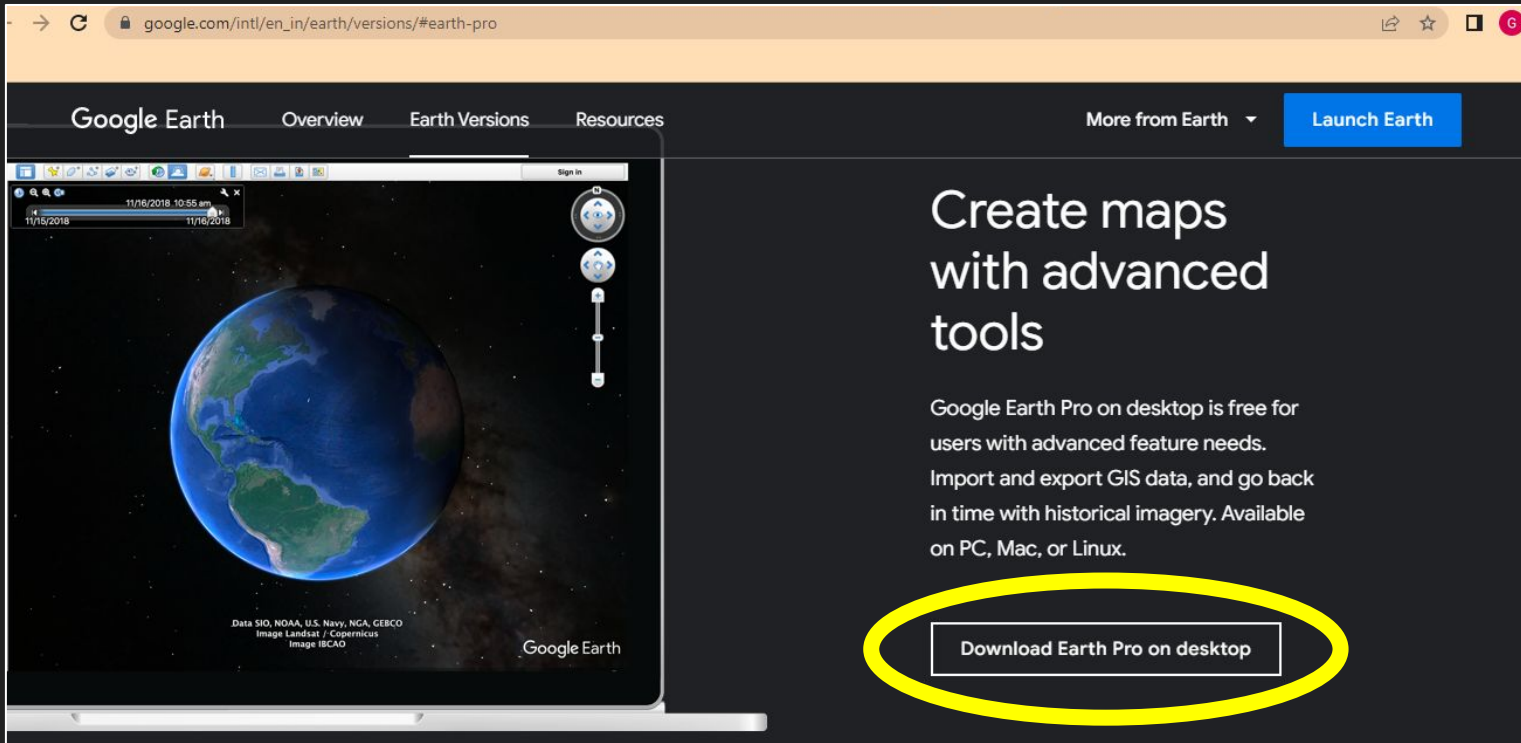 google.com/intl/en_in/earth/versions/#earth-pro
G
Google Earth Overview Earth Versions Resources More from Earth Launch Earth
Sign in
11/16/2018 10:55 am
11/15/2018 11/16/2018
N
Create maps
with advanced
tools
Google Earth Pro on desktop is free for
users with advanced feature needs.
Import and export GIS data, and go back
in time with historical imagery. Available
on PC, Mac, or Linux.
Download Earth Pro on desktop
Data SIO, NOAA, U.S. Navy, NGA, GEBCO
Image Landsat / Copernicus
Image IBCAO
Google Earth